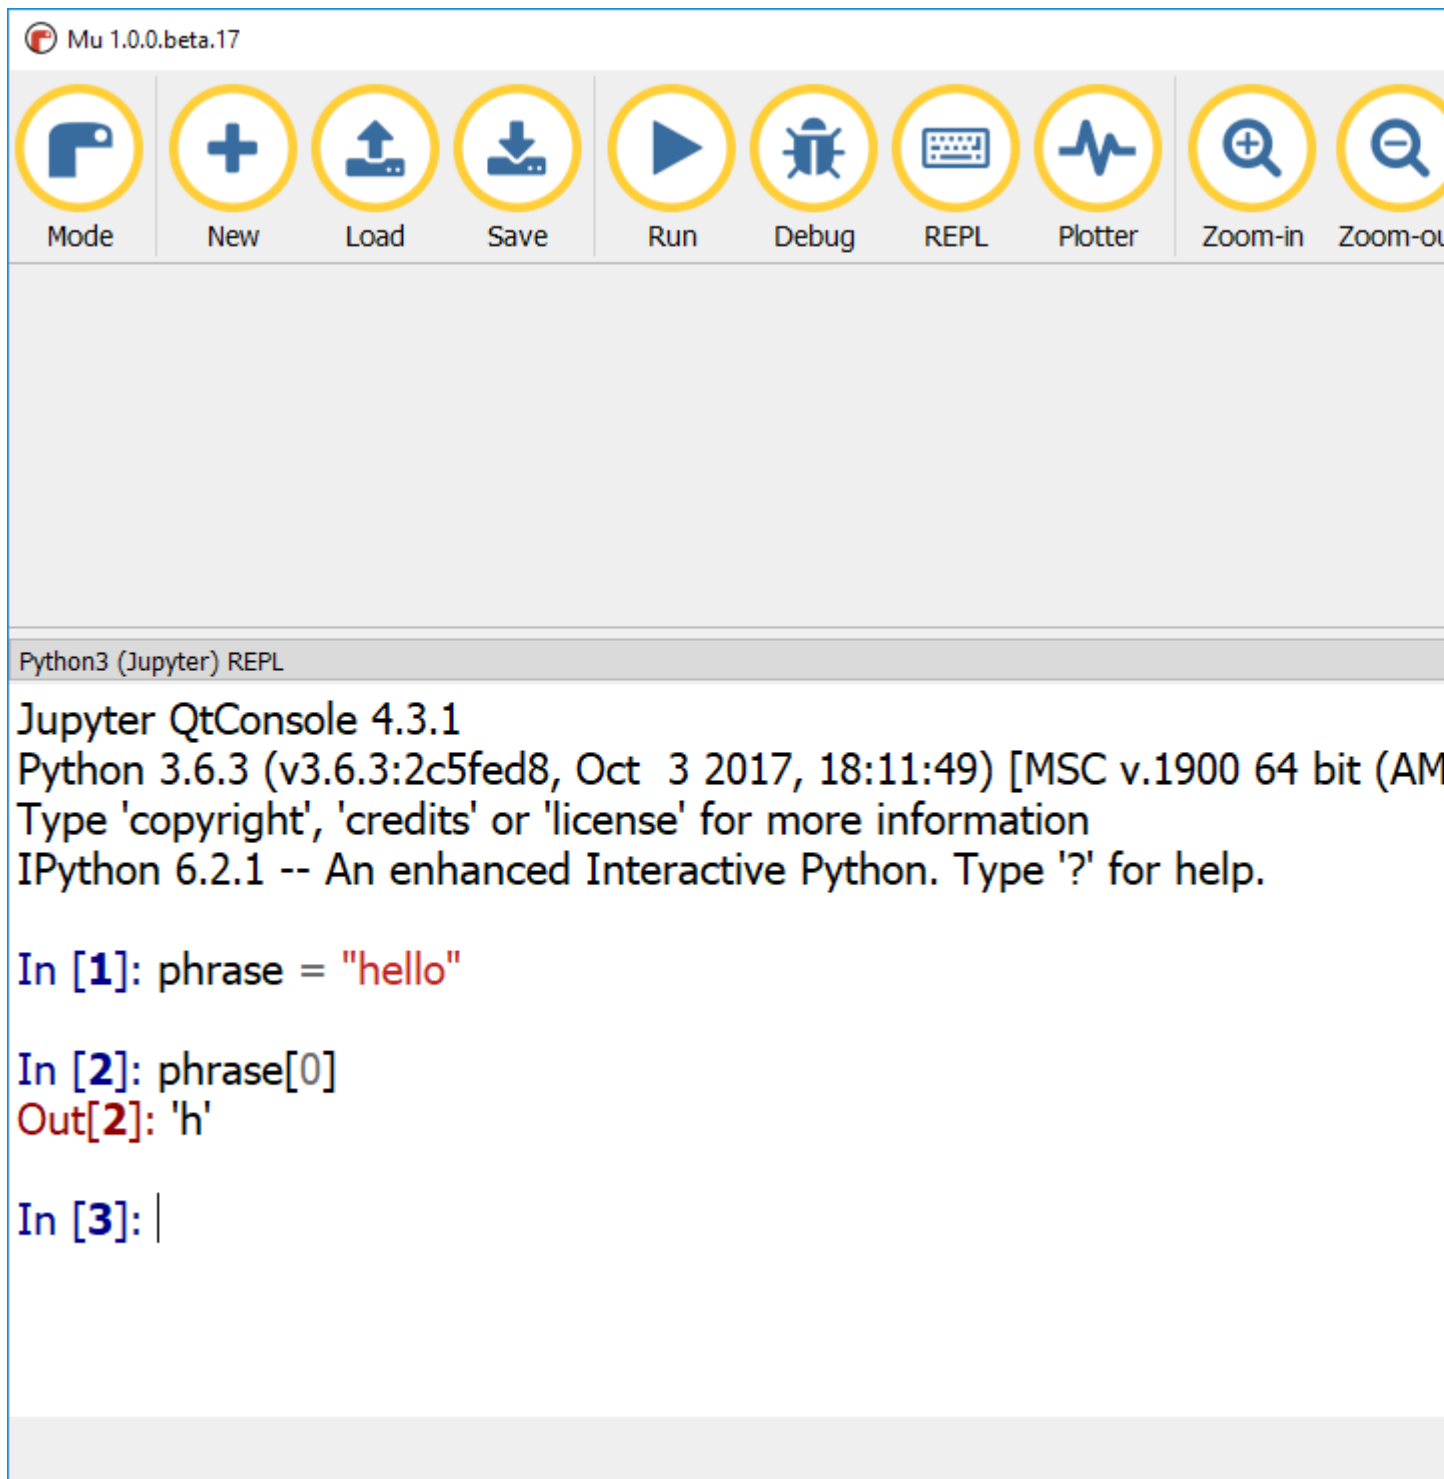 Mu 1.0.0.beta.17
Mode New Load Save Run Debug REPL Plotter Zoom-in Zoom-ou
Python3 (Jupyter) REPL
Jupyter QtConsole 4.3.1
Python 3.6.3 (v3.6.3:2c5fed8, Oct  3 2017, 18:11:49) [MSC v.1900 64 bit (AM
Type 'copyright', 'credits' or 'license' for more information
IPython 6.2.1 -- An enhanced Interactive Python. Type '?' for help.
In [1]: phrase = "hello"
In [2]: phrase[0]
Out[2]: 'h'
In [3]: